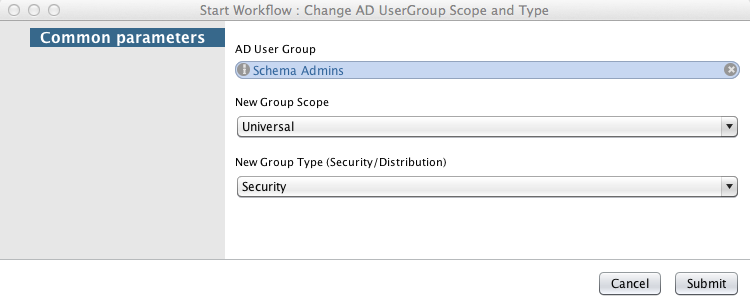 Start Workflow : Change AD UserGroup Scope and Type
Common parameters
AD User Group
Schema Admins
New Group Scope
Universal
New Group Type (Security/Distribution)
Security
Cancel
Submit